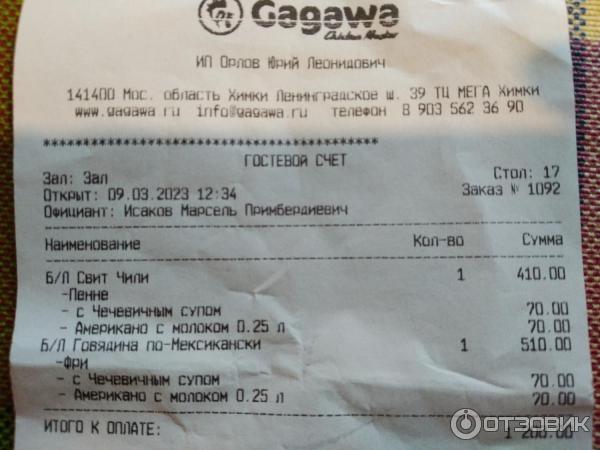 Gagawa
Chicken Master
ИП Орлов Юрий Леонидович
141400 Мос. область Химки Ленинградское ш. 39 ТЦ МЕГА Химки
www.gagawa.ru info@gagawa.ru телефон 8 903 562 36 90
****************************************
ГОСТЕВОЙ СЧЕТ
Зал: Зал Стол: 17
Открыт: 09.03.2023 12:34 Заказ № 1092
Официант: Исаков Марсель Примбердиевич
Наименование Кол-во Сумма
Б/Л Свит Чили 1 410.00
-Пенне
- с Чечевичным супом 70.00
- Американо с молоком 0.25 л 70.00
Б/Л Говядина по-Мексикански 1 510.00
-Фри
- с Чечевичным супом 70.00
- Американо с молоком 0.25 л 70.00
ИТОГО К ОПЛАТЕ: 1 200.00
ОТЗОВИК